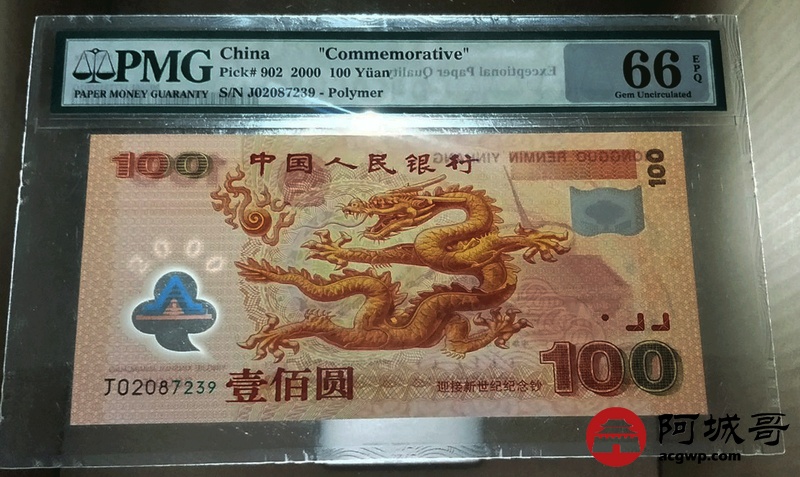 PMG
PAPER MONEY GUARANTY
China "Commemorative"
Pick# 902 2000 100 Yüan
S/N J02087239 - Polymer
Exceptional Paper Quality
66
EPQ
Gem Uncirculated
100
中国人民银行
ZHONGGUO RENMIN YINHANG
100
2000
J02087239
壹佰圆
迎接新世纪纪念钞
100
阿城哥
acgwp.com